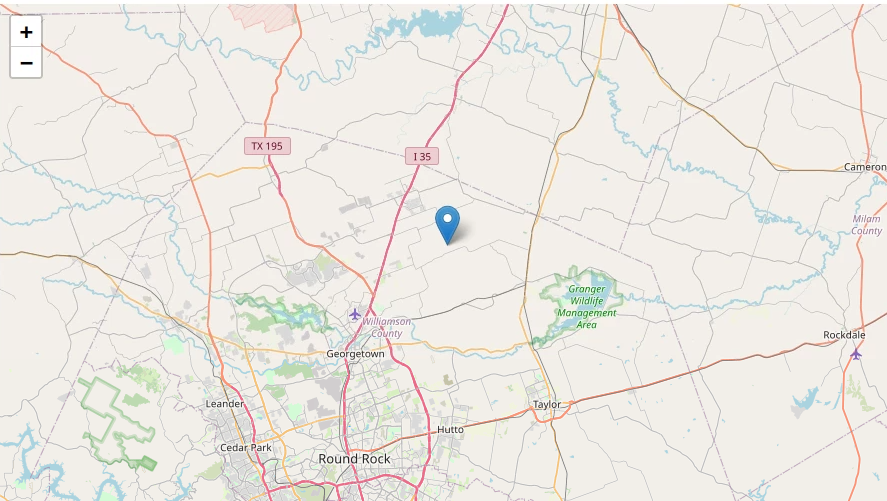 +
−
TX 195
I 35
Cameron
Milam
County
Granger
Wildlife
Management
Area
Williamson
County
Rockdale
Georgetown
Leander
Taylor
Hutto
Cedar Park
Round Rock